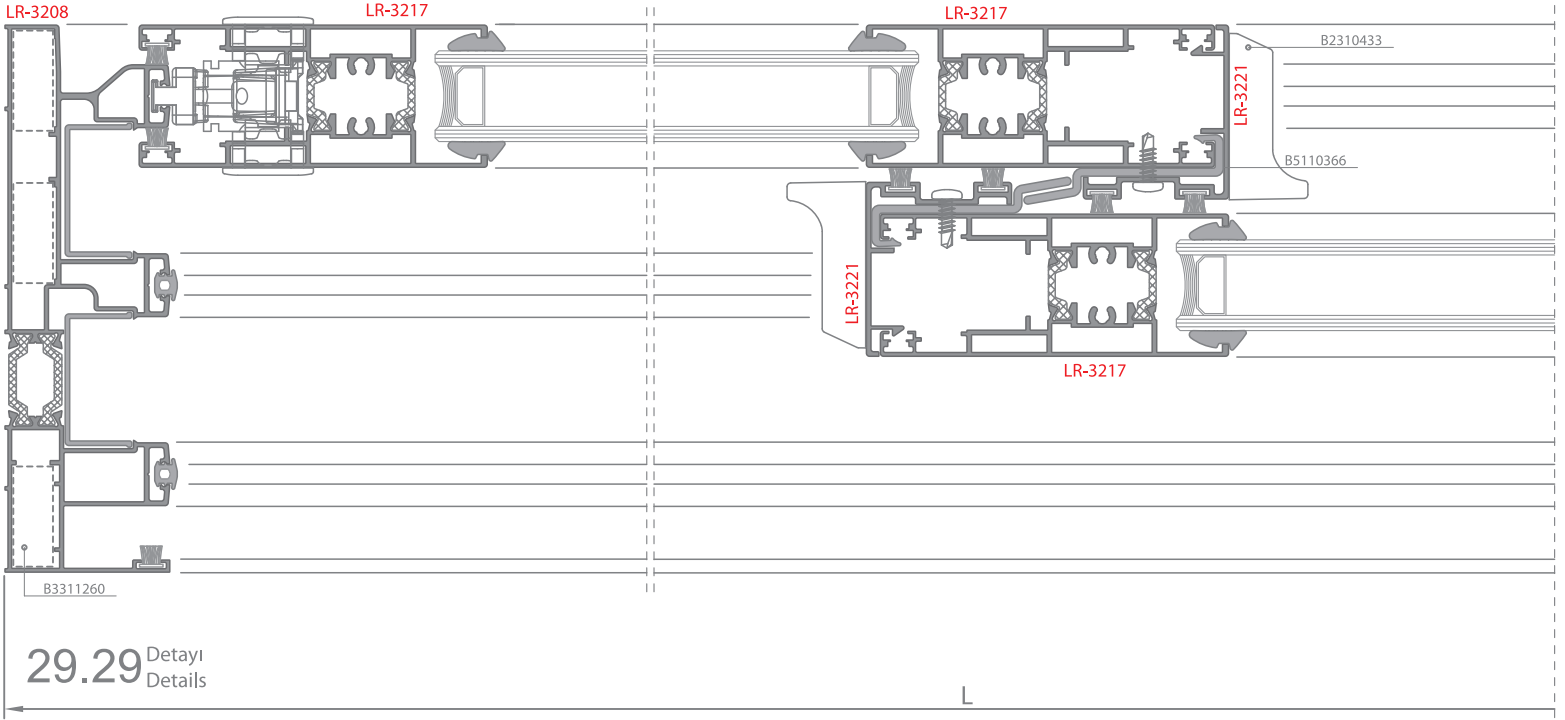 LR-3208
LR-3217
LR-3217
B2310433
LR-3221
B5110366
LR-3221
LR-3217
B3311260
29.29 Detayı
Details
L